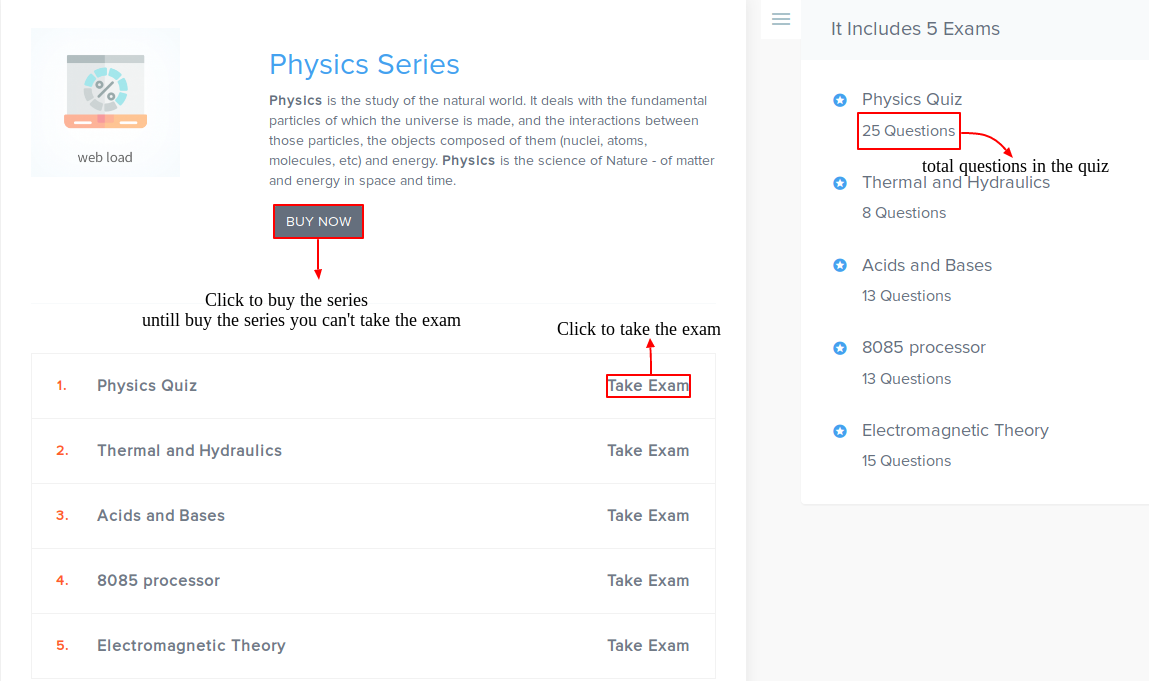 web load
Physics Series
Physics is the study of the natural world. It deals with the fundamental
particles of which the universe is made, and the interactions between
those particles, the objects composed of them (nuclei, atoms,
molecules, etc) and energy. Physics is the science of Nature - of matter
and energy in space and time.
BUY NOW
Click to buy the series
untill buy the series you can't take the exam
Click to take the exam
1. Physics Quiz Take Exam
2. Thermal and Hydraulics Take Exam
3. Acids and Bases Take Exam
4. 8085 processor Take Exam
5. Electromagnetic Theory Take Exam
It Includes 5 Exams
Physics Quiz
25 Questions
total questions in the quiz
Thermal and Hydraulics
8 Questions
Acids and Bases
13 Questions
8085 processor
13 Questions
Electromagnetic Theory
15 Questions